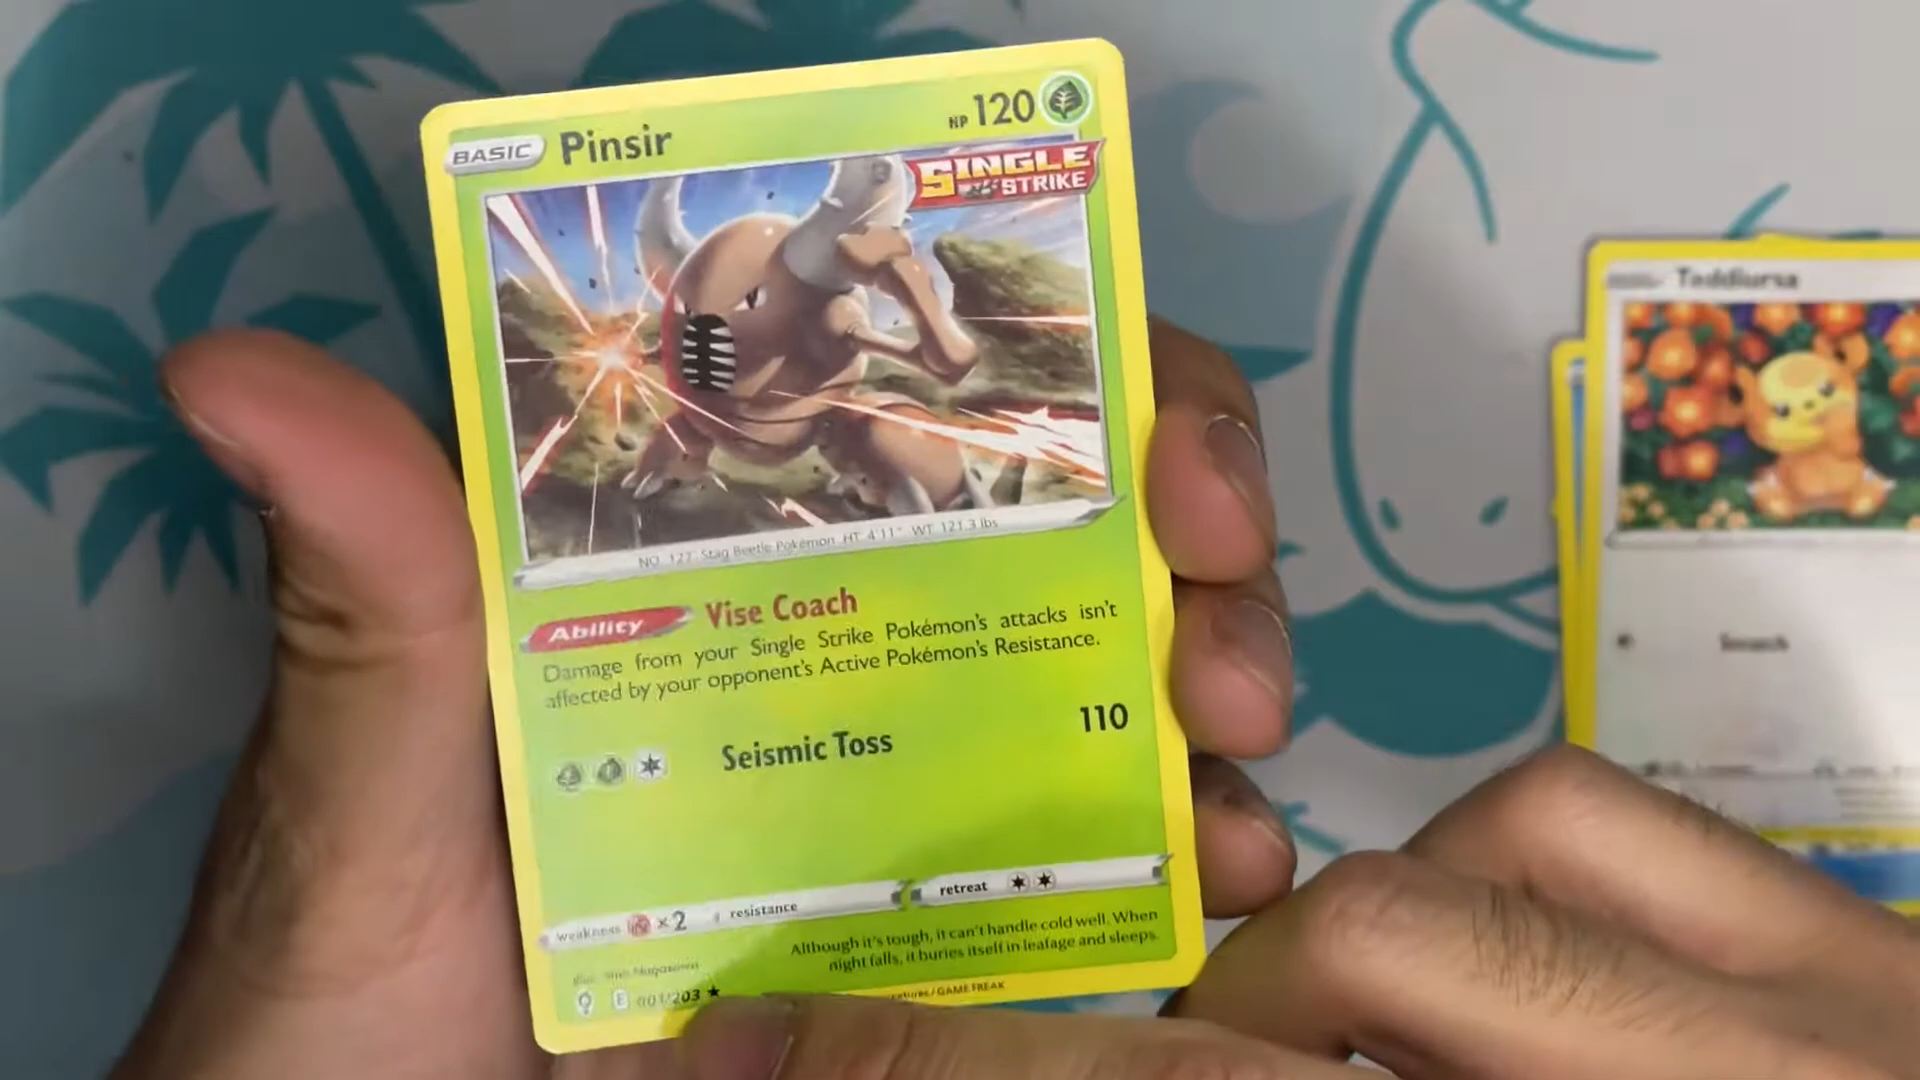 BASIC Pinsir HP 120
SINGLE
STRIKE
NO. 127 Stag Beetle Pokémon HT 4'11" WT 121.3 lbs
Ability Vise Coach
Damage from your Single Strike Pokémon's attacks isn't
affected by your opponent's Active Pokémon's Resistance.
Seismic Toss 110
weakness ×2 resistance retreat
Although it's tough, it can't handle cold well. When
night falls, it buries itself in leafage and sleeps.
E 001/203 ★
/GAME FREAK
Teddiursa